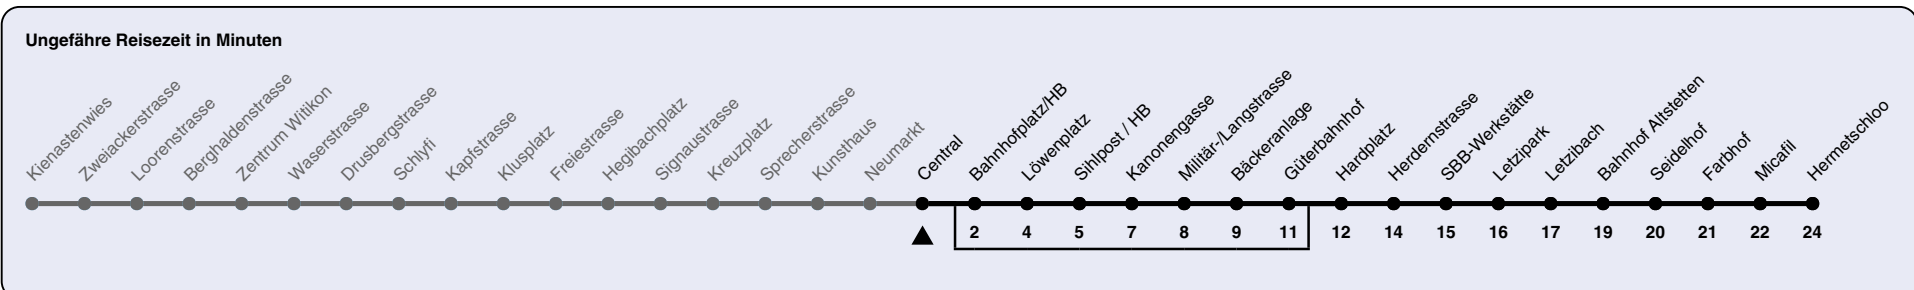 Ungefähre Reisezeit in Minuten
Kienastenwies
Zweiackerstrasse
Loorenstrasse
Berghaldenstrasse
Zentrum Witikon
Waserstrasse
Drusbergstrasse
Schlyfi
Kapfstrasse
Klusplatz
Freiestrasse
Hegibachplatz
Signaustrasse
Kreuzplatz
Sprecherstrasse
Kunsthaus
Neumarkt
Central
Bahnhofplatz/HB
Löwenplatz
Sihlpost / HB
Kanonengasse
Militär-/Langstrasse
Bäckeranlage
Güterbahnhof
Hardplatz
Herdernstrasse
SBB-Werkstätte
Letzipark
Letzibach
Bahnhof Altstetten
Seidelhof
Farbhof
Micafil
Hermetschloo
2 4 5 7 8 9 11 12 14 15 16 17 19 20 21 22 24